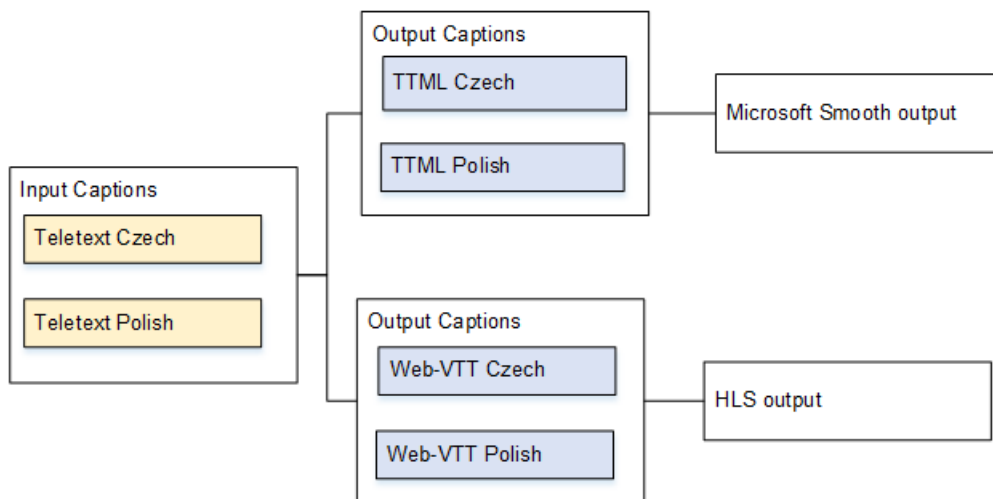 Input Captions
Teletext Czech
Teletext Polish
Output Captions
TTML Czech
TTML Polish
Microsoft Smooth output
Output Captions
Web-VTT Czech
Web-VTT Polish
HLS output